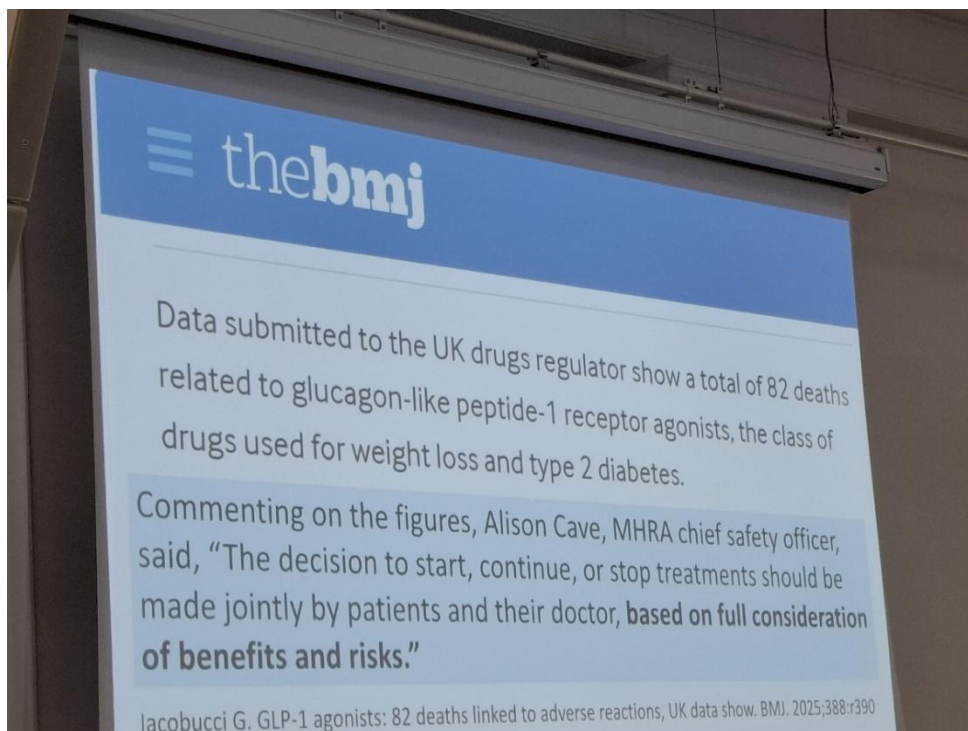 thebmj
Data submitted to the UK drugs regulator show a total of 82 deaths
related to glucagon-like peptide-1 receptor agonists, the class of
drugs used for weight loss and type 2 diabetes.
Commenting on the figures, Alison Cave, MHRA chief safety officer,
said, “The decision to start, continue, or stop treatments should be
made jointly by patients and their doctor, based on full consideration
of benefits and risks.”
Iacobucci G. GLP-1 agonists: 82 deaths linked to adverse reactions, UK data show. BMJ. 2025;388:r390